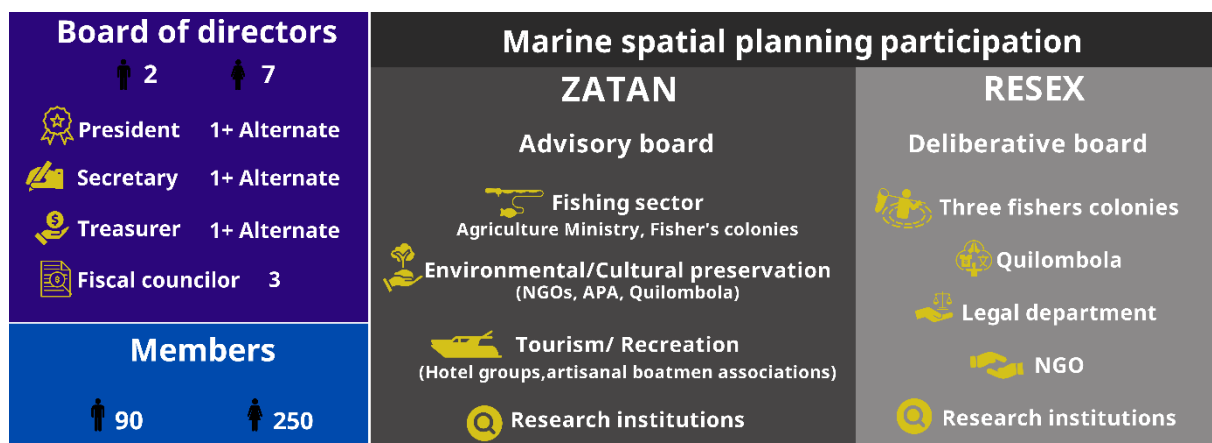 Board of directors
2 7
President 1+ Alternate
Secretary 1+ Alternate
Treasurer 1+ Alternate
Fiscal councilor 3
Members
90 250
Marine spatial planning participation
ZATAN
Advisory board
Fishing sector
Agriculture Ministry, Fisher's colonies
Environmental/Cultural preservation
(NGOs, APA, Quilombola)
Tourism/ Recreation
(Hotel groups,artisanal boatmen associations)
Research institutions
RESEX
Deliberative board
Three fishers colonies
Quilombola
Legal department
NGO
Research institutions